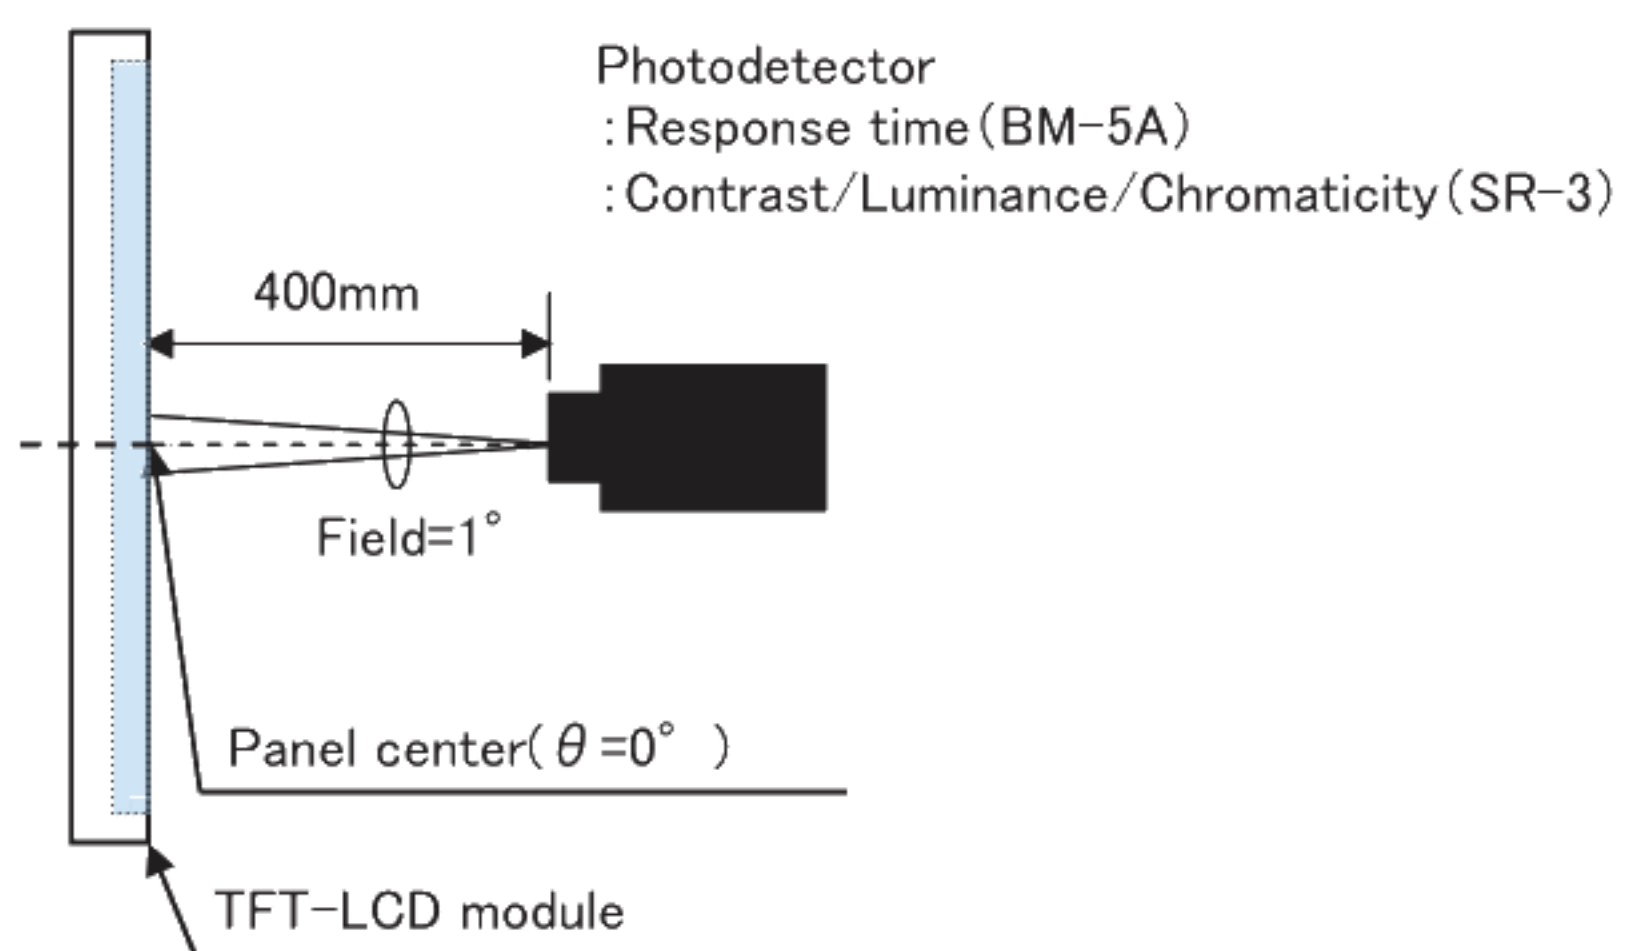 Photodetector
:Response time(BM-5A)
:Contrast/Luminance/Chromaticity(SR-3)
400mm
Field=1°
Panel center(θ=0° )
TFT-LCD module